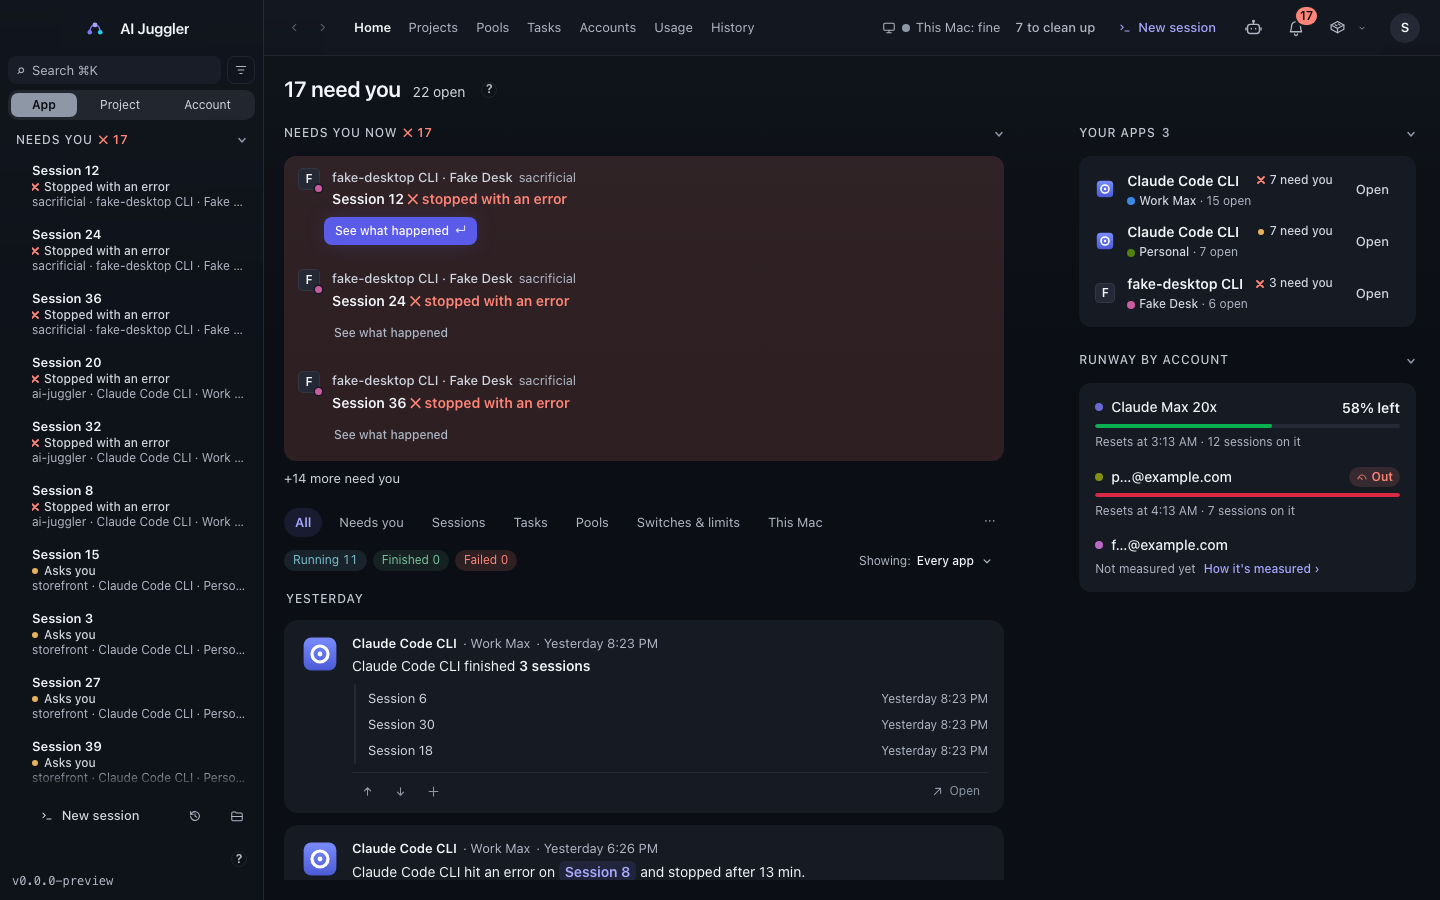 AI Juggler
Search ⌘K
App Project Account
NEEDS YOU 17
Session 12
Stopped with an error
sacrificial · fake-desktop CLI · Fake ...
Session 24
Stopped with an error
sacrificial · fake-desktop CLI · Fake ...
Session 36
Stopped with an error
sacrificial · fake-desktop CLI · Fake ...
Session 20
Stopped with an error
ai-juggler · Claude Code CLI · Work ...
Session 32
Stopped with an error
ai-juggler · Claude Code CLI · Work ...
Session 8
Stopped with an error
ai-juggler · Claude Code CLI · Work ...
Session 15
Asks you
storefront · Claude Code CLI · Perso...
Session 3
Asks you
storefront · Claude Code CLI · Perso...
Session 27
Asks you
storefront · Claude Code CLI · Perso...
Session 39
Asks you
storefront · Claude Code CLI · Perso...
New session
?
v0.0.0-preview
Home Projects Pools Tasks Accounts Usage History
This Mac: fine 7 to clean up New session 17 S
17 need you 22 open ?
NEEDS YOU NOW 17
F fake-desktop CLI · Fake Desk sacrificial
Session 12 stopped with an error
See what happened ↵
F fake-desktop CLI · Fake Desk sacrificial
Session 24 stopped with an error
See what happened
F fake-desktop CLI · Fake Desk sacrificial
Session 36 stopped with an error
See what happened
+14 more need you
All Needs you Sessions Tasks Pools Switches & limits This Mac ...
Running 11 Finished 0 Failed 0 Showing: Every app
YESTERDAY
Claude Code CLI · Work Max · Yesterday 8:23 PM
Claude Code CLI finished 3 sessions
Session 6 Yesterday 8:23 PM
Session 30 Yesterday 8:23 PM
Session 18 Yesterday 8:23 PM
Open
Claude Code CLI · Work Max · Yesterday 6:26 PM
Claude Code CLI hit an error on Session 8 and stopped after 13 min.
YOUR APPS 3
Claude Code CLI 7 need you Open
Work Max · 15 open
Claude Code CLI 7 need you Open
Personal · 7 open
F fake-desktop CLI 3 need you Open
Fake Desk · 6 open
RUNWAY BY ACCOUNT
Claude Max 20x 58% left
Resets at 3:13 AM · 12 sessions on it
p...@example.com Out
Resets at 4:13 AM · 7 sessions on it
f...@example.com
Not measured yet How it's measured ›